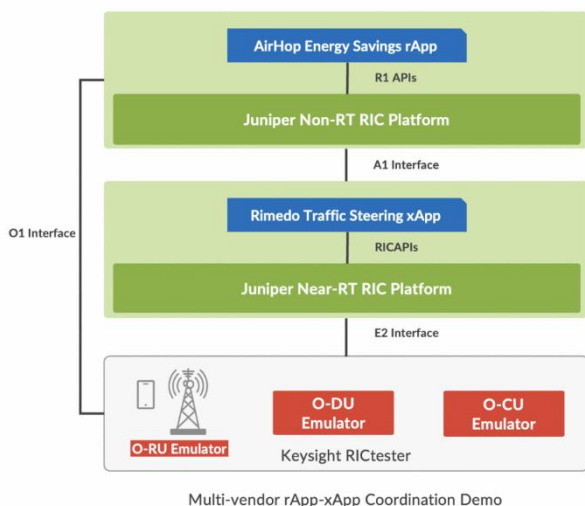 AirHop Energy Savings rApp
R1 APIs
Juniper Non-RT RIC Platform
A1 Interface
Rimedo Traffic Steering xApp
O1 Interface
RICAPIs
Juniper Near-RT RIC Platform
E2 Interface
O-DU
Emulator
O-CU
Emulator
O-RU Emulator
Keysight RICtester
Multi-vendor rApp-xApp Coordination Demo